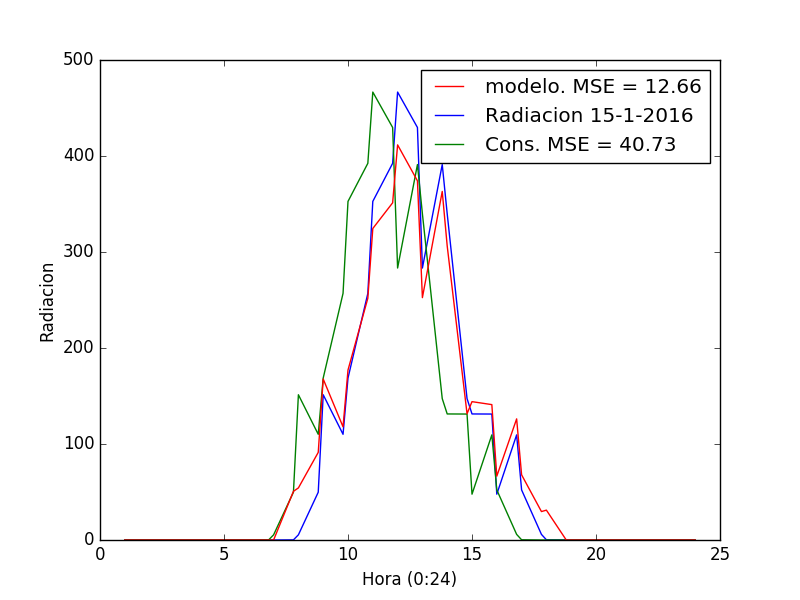 500
400
300
200
100
0
Radiacion
modelo. MSE = 12.66
Radiacion 15-1-2016
Cons. MSE = 40.73
0 5 10 15 20 25
Hora (0:24)